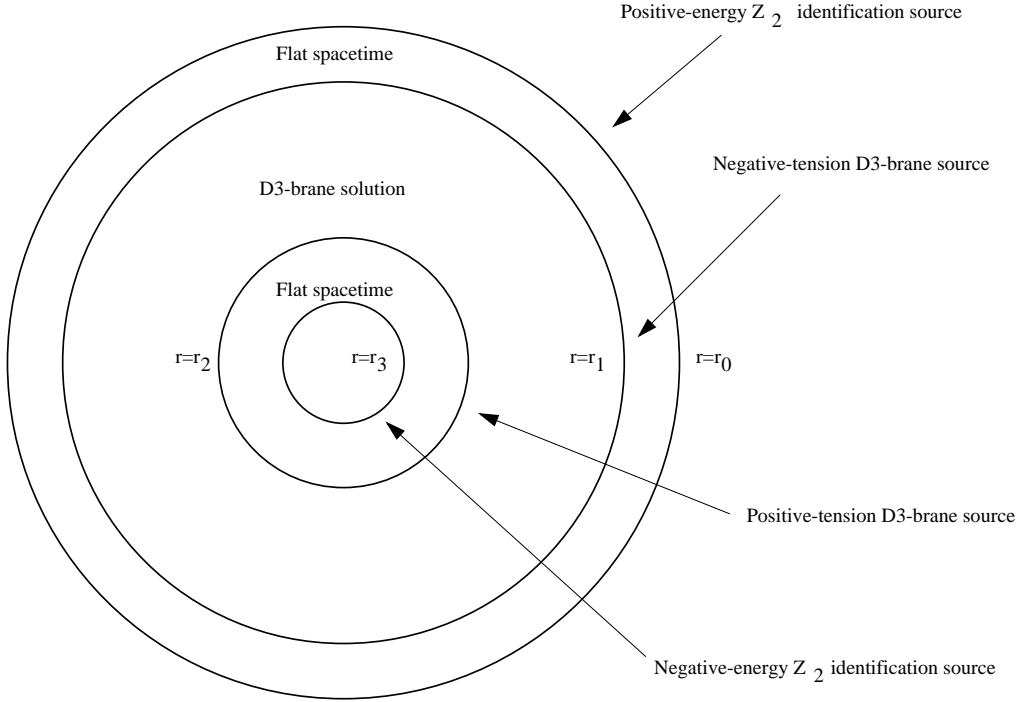 Positive-energy Z 2 identification source
Flat spacetime
Negative-tension D3-brane source
D3-brane solution
Flat spacetime
r=r2
r=r3
r=r1
r=r0
Positive-tension D3-brane source
Negative-energy Z 2 identification source